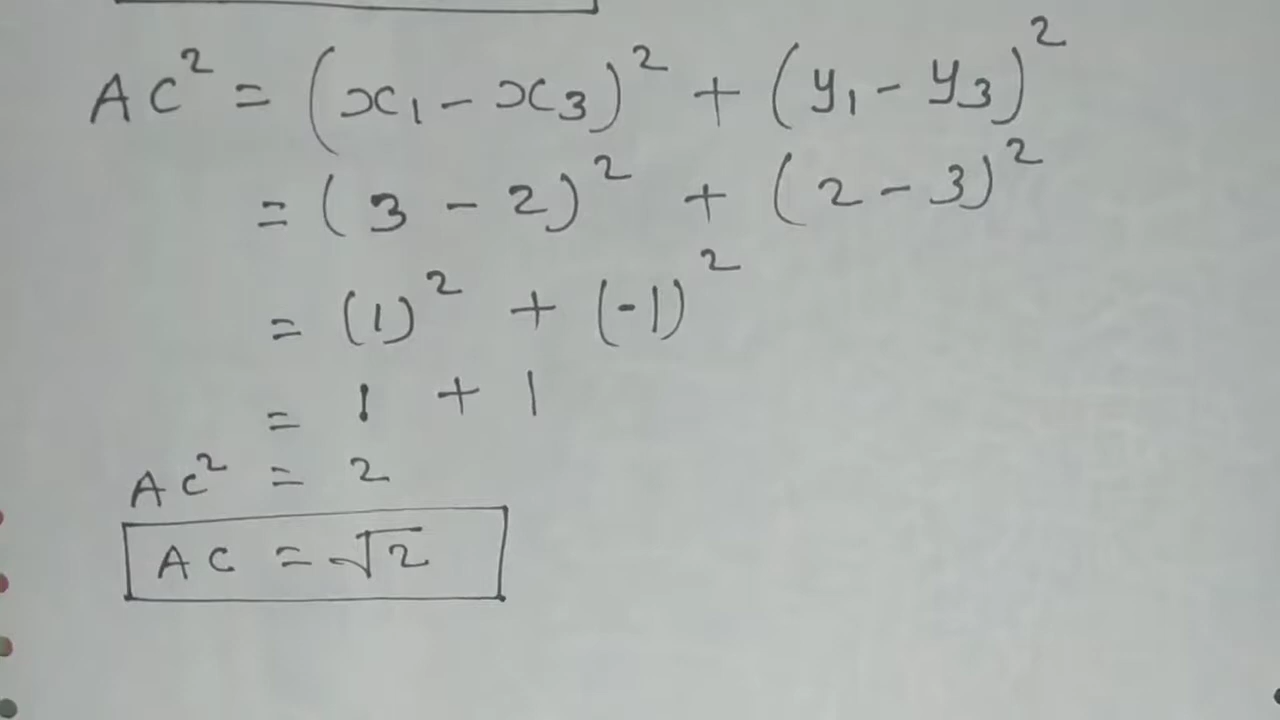 AC² = (x₁ - x₃)² + (y₁ - y₃)²
= (3 - 2)² + (2 - 3)²
= (1)² + (-1)²
= 1 + 1
AC² = 2
AC = √2